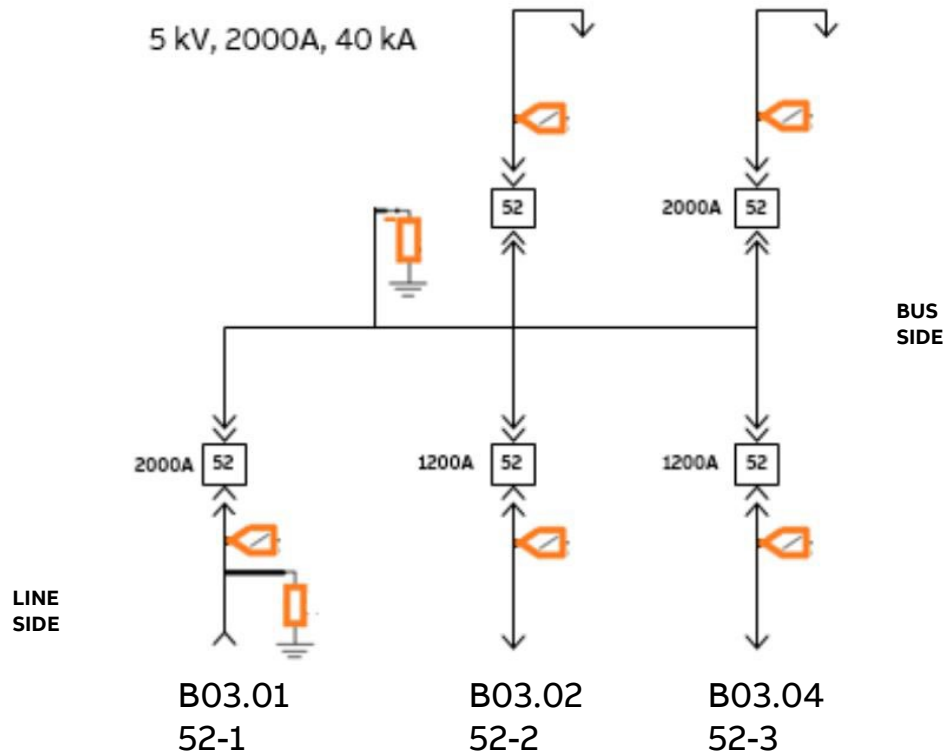 5 kV, 2000A, 40 kA
52
2000A
52
BUS
SIDE
2000A
52
1200A
52
1200A
52
LINE
SIDE
B03.01
52-1
B03.02
52-2
B03.04
52-3